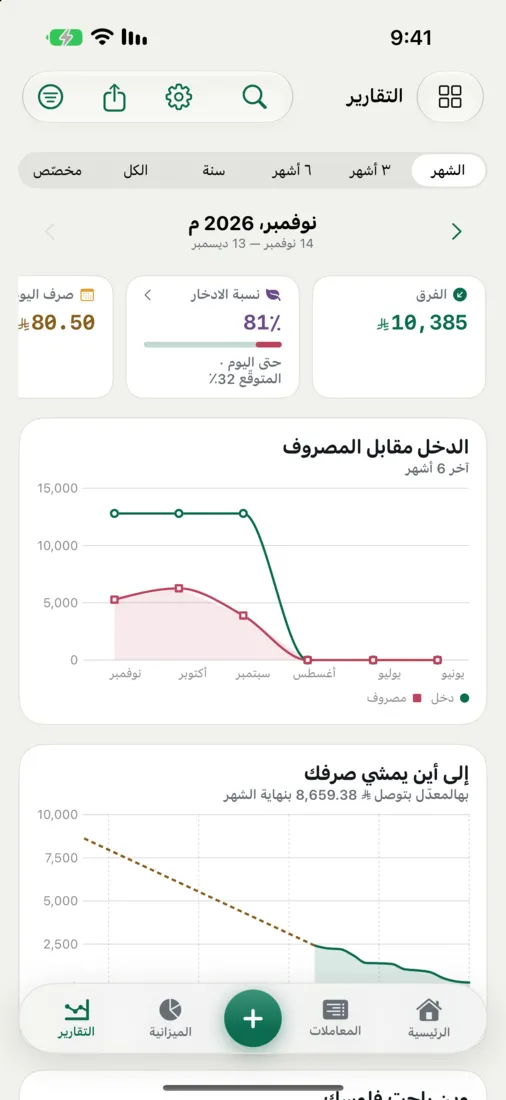 9:41
التقارير
الشهر
٣ أشهر
٦ أشهر
سنة
الكل
مخصّص
نوفمبر، 2026 م
14 نوفمبر — 13 ديسمبر
الفرق
10,385
نسبة الادخار
81٪
حتى اليوم ·
المتوقّع 32٪
صرف اليو
80.50
الدخل مقابل المصروف
آخر 6 أشهر
15,000
10,000
5,000
0
يونيو
يوليو
أغسطس
سبتمبر
أكتوبر
نوفمبر
دخل
مصروف
إلى أين يمشي صرفك
بهالمعدّل بتوصل 8,659.38 بنهاية الشهر
10,000
7,500
5,000
2,500
الرئيسية
المعاملات
الميزانية
التقارير